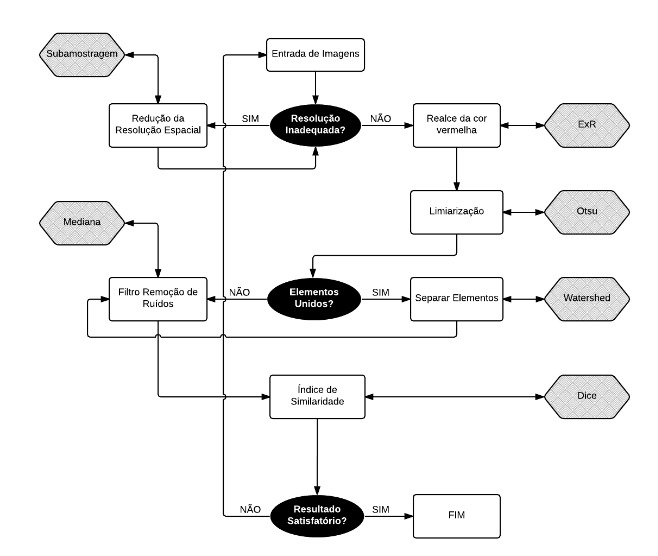 Subamostragem
Entrada de Imagens
Redução da
Resolução Espacial
SIM
Resolução
Inadequada?
NÃO
Realce da cor
vermelha
ExR
Mediana
Limiarização
Otsu
Filtro Remoção de
Ruídos
NÃO
Elementos
Unidos?
SIM
Separar Elementos
Watershed
Índice de
Similaridade
Dice
NÃO
Resultado
Satisfatório?
SIM
FIM